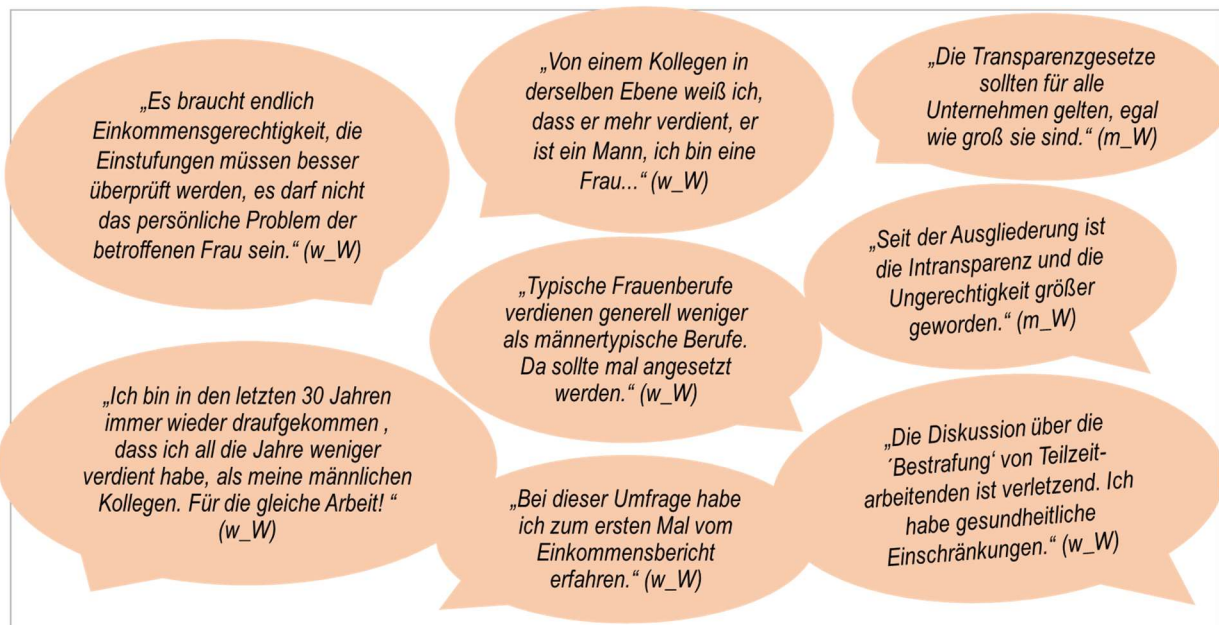 „Es braucht endlich
Einkommensgerechtigkeit, die
Einstufungen müssen besser
überprüft werden, es darf nicht
das persönliche Problem der
betroffenen Frau sein.“ (w_W)
„Von einem Kollegen in
derselben Ebene weiß ich,
dass er mehr verdient, er
ist ein Mann, ich bin eine
Frau...“ (w_W)
„Die Transparenzgesetze
sollten für alle
Unternehmen gelten, egal
wie groß sie sind.“ (m_W)
„Seit der Ausgliederung ist
die Intransparenz und die
Ungerechtigkeit größer
geworden.“ (m_W)
„Typische Frauenberufe
verdienen generell weniger
als männertypische Berufe.
Da sollte mal angesetzt
werden.“ (w_W)
„Ich bin in den letzten 30 Jahren
immer wieder draufgekommen ,
dass ich all die Jahre weniger
verdient habe, als meine männlichen
Kollegen. Für die gleiche Arbeit! “
(w_W)
„Bei dieser Umfrage habe
ich zum ersten Mal vom
Einkommensbericht
erfahren.“ (w_W)
„Die Diskussion über die
´Bestrafung‘ von Teilzeit-
arbeitenden ist verletzend. Ich
habe gesundheitliche
Einschränkungen.“ (w_W)